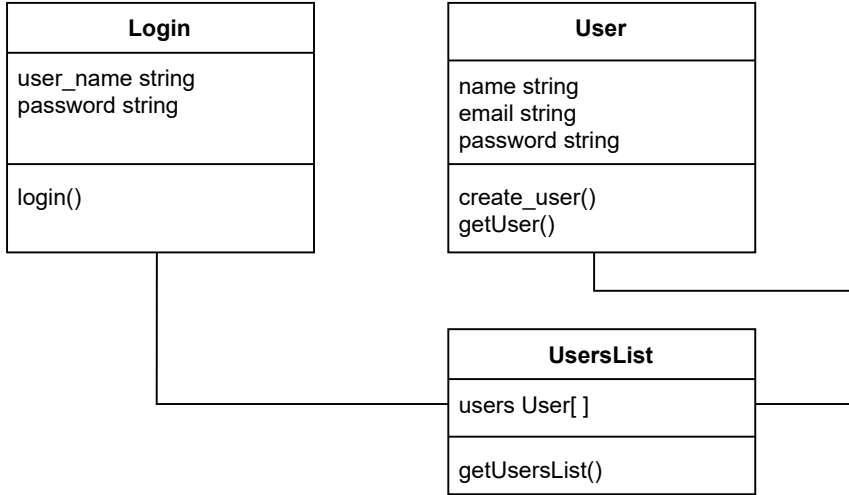 Login
user_name string
password string
login()
User
name string
email string
password string
create_user()
getUser()
UsersList
users User[ ]
getUsersList()